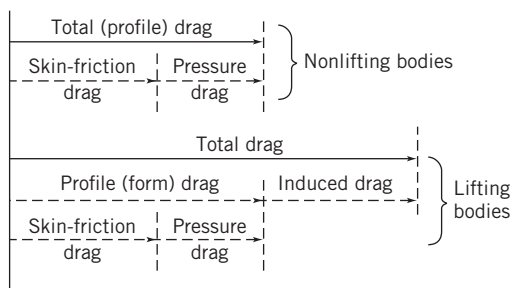 Total (profile) drag
Skin-friction drag
Pressure drag
Nonlifting bodies
Total drag
Profile (form) drag
Induced drag
Skin-friction drag
Pressure drag
Lifting bodies